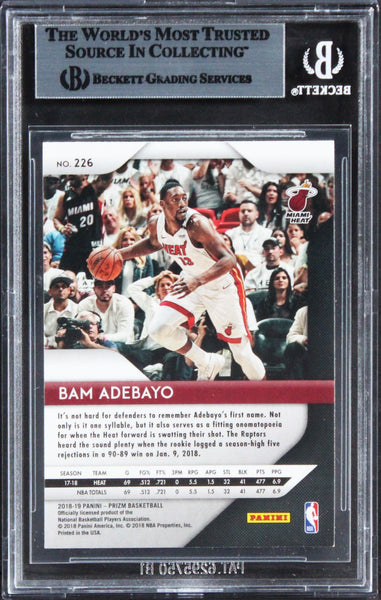 THE WORLD'S MOST TRUSTED
SOURCE IN COLLECTING™
BECKETT GRADING SERVICES
BECKETT
NO. 226
20
MIAMI
HEAT
HEAT
13
BAM ADEBAYO
It's not hard for defenders to remember Adebayo's first name. Not
only is it one syllable, but it also serves as a fitting onomatopoeia
for when the Heat forward is swatting their shot. The Raptors
heard the sound plenty when the rookie logged a season-high five
rejections in a 90-89 win on Jan. 9, 2018.
SEASON TEAM G FG% FT% 3PM RPG APG STL BLK PTS PPG
17-18 HEAT 69 .512 .721 0 5.5 1.5 32 41 477 6.9
NBA TOTALS 69 .512 .721 0 5.5 1.5 32 41 477 6.9
2018-19 PANINI – PRIZM BASKETBALL
Officially licensed product of the
National Basketball Players Association.
© 2018 Panini America, Inc. © 2018 NBA Properties, Inc.
Printed in the USA.
PANINI